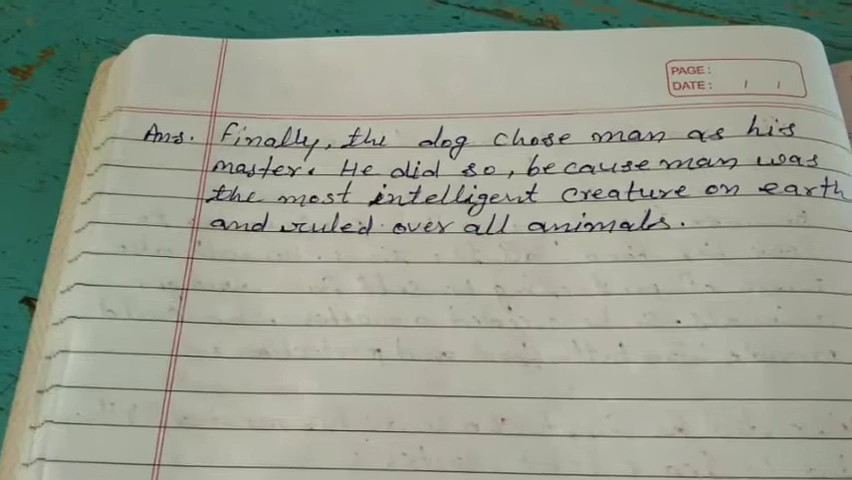 PAGE:
DATE: / /
Ans. Finally, the dog chose man as his
master. He did so, because man was
the most intelligent creature on earth
and ruled over all animals.